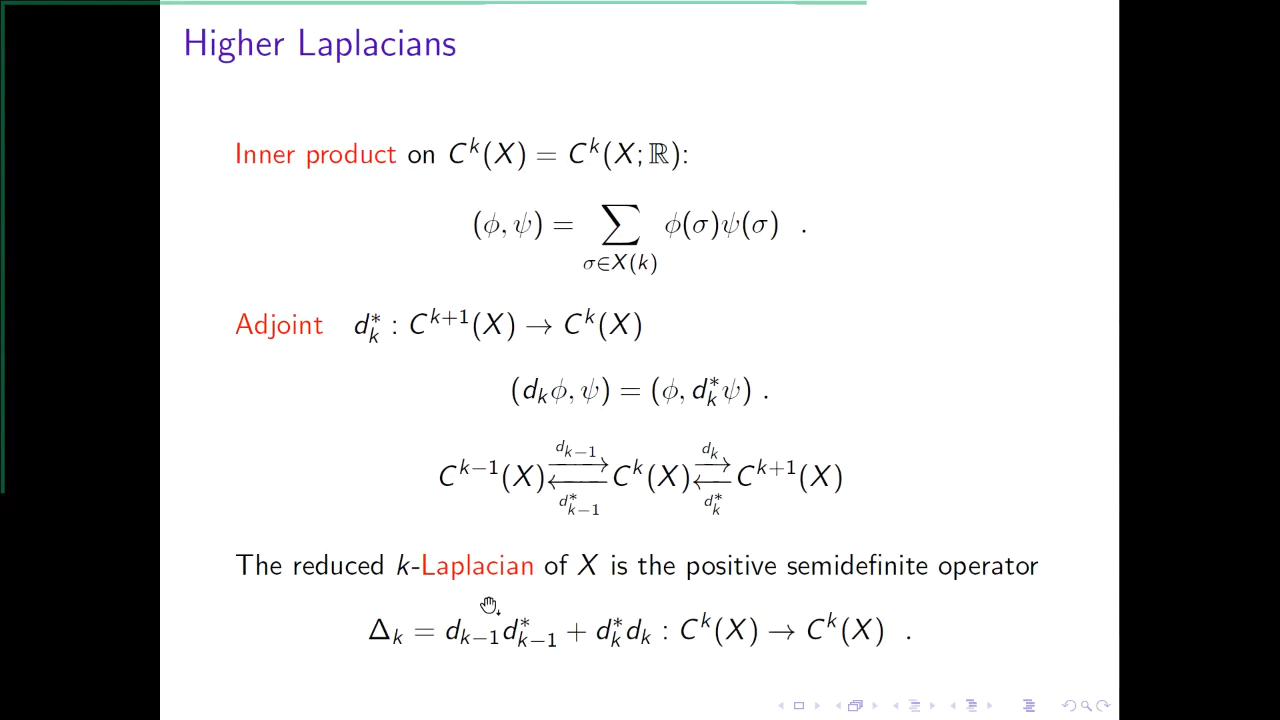 Higher Laplacians
Inner product on C^k(X) = C^k(X; ℝ):
(ϕ, ψ) = ∑_{σ∈X(k)} ϕ(σ)ψ(σ) .
Adjoint d_k^* : C^{k+1}(X) → C^k(X)
(d_kϕ, ψ) = (ϕ, d_k^*ψ) .
C^{k−1}(X) ⇄^{d_{k−1}}_{d_{k−1}^*} C^k(X) ⇄^{d_k}_{d_k^*} C^{k+1}(X)
The reduced k-Laplacian of X is the positive semidefinite operator
Δ_k = d_{k−1}d_{k−1}^* + d_k^*d_k : C^k(X) → C^k(X) .